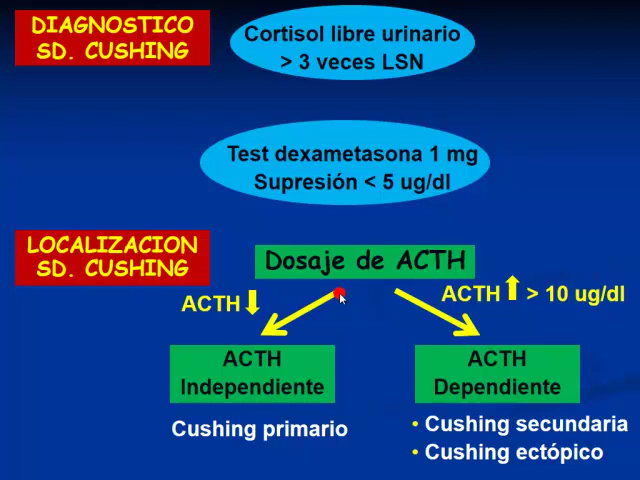 DIAGNOSTICO
SD. CUSHING
Cortisol libre urinario
> 3 veces LSN
Test dexametasona 1 mg
Supresión < 5 ug/dl
LOCALIZACION
SD. CUSHING
Dosaje de ACTH
ACTH
ACTH > 10 ug/dl
ACTH
Independiente
ACTH
Dependiente
Cushing primario
• Cushing secundaria
• Cushing ectópico